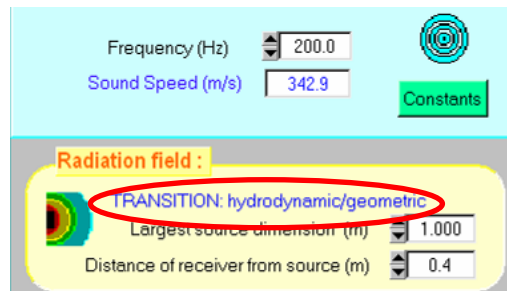 Frequency (Hz) 200.0
Sound Speed (m/s) 342.9
Constants
Radiation field :
TRANSITION: hydrodynamic/geometric
Largest source dimension (m) 1.000
Distance of receiver from source (m) 0.4